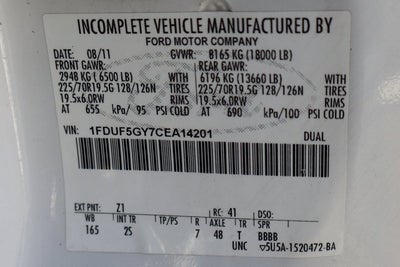 INCOMPLETE VEHICLE MANUFACTURED BY
FORD MOTOR COMPANY
DATE: 08/11 GVWR: 8165 KG (18000 LB)
FRONT GAWR: REAR GAWR:
2948 KG ( 6500 LB) 6196 KG (13660 LB)
225/70R19.5G 128/126N TIRES 225/70R19.5G 128/126N TIRES
19.5x6.0RW RIMS 19.5x6.0RW RIMS
AT 655 kPa/ 95 PSI COLD AT 690 kPa/100 PSI COLD
VIN: 1FDUF5GY7CEA14201 DUAL
EXT PNT: Z1 RC: 41 DSO:
WB INT TR TP/PS R AX TR SPR
165 2S 7 48 T BBBB
UNC ▽5U5A-1520472-BA